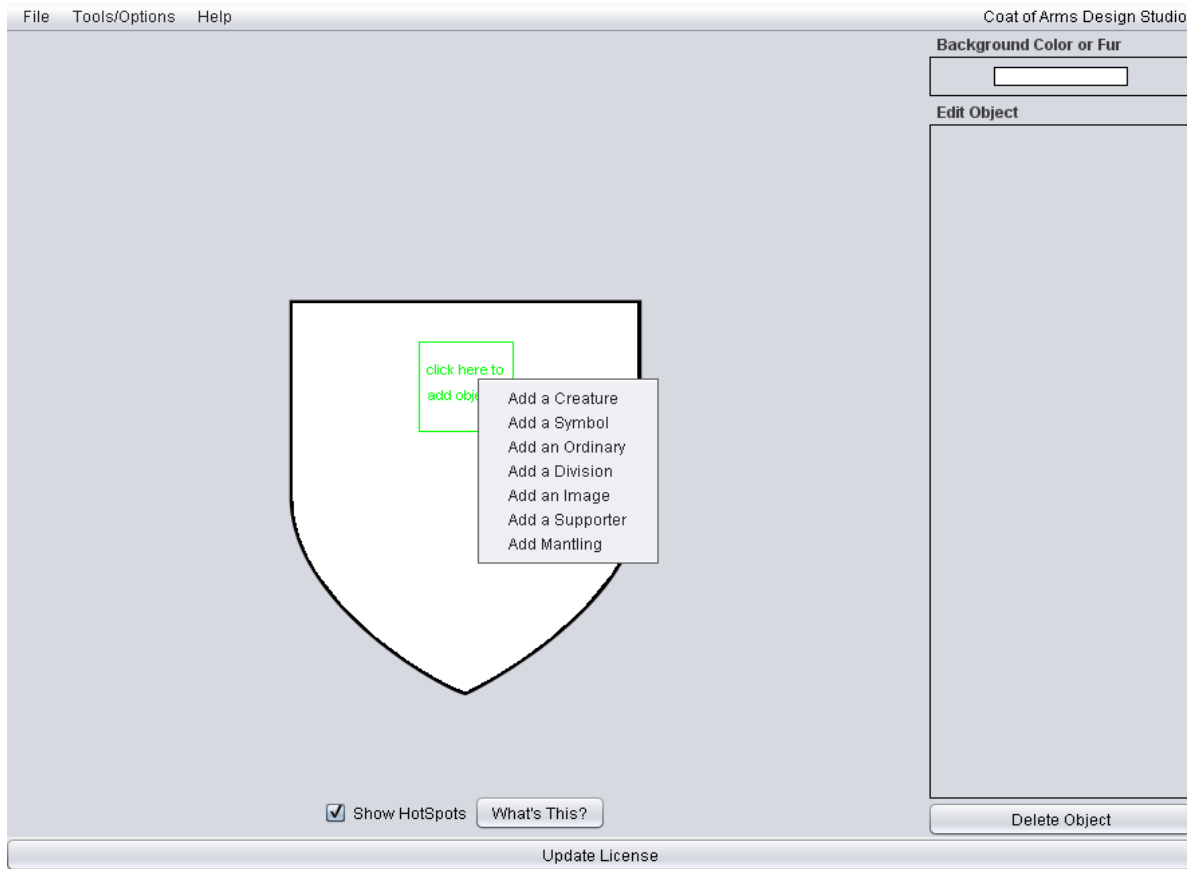 File Tools/Options Help Coat of Arms Design Studio
Background Color or Fur
Edit Object
click here to
add obje
Add a Creature
Add a Symbol
Add an Ordinary
Add a Division
Add an Image
Add a Supporter
Add Mantling
Show HotSpots What's This?
Delete Object
Update License